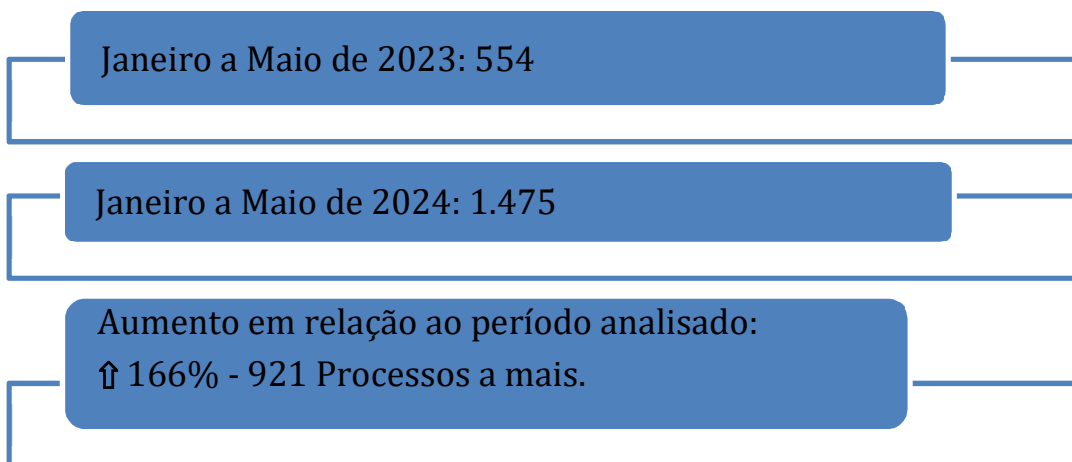 Janeiro a Maio de 2023: 554
Janeiro a Maio de 2024: 1.475
Aumento em relação ao período analisado:
⇧ 166% - 921 Processos a mais.